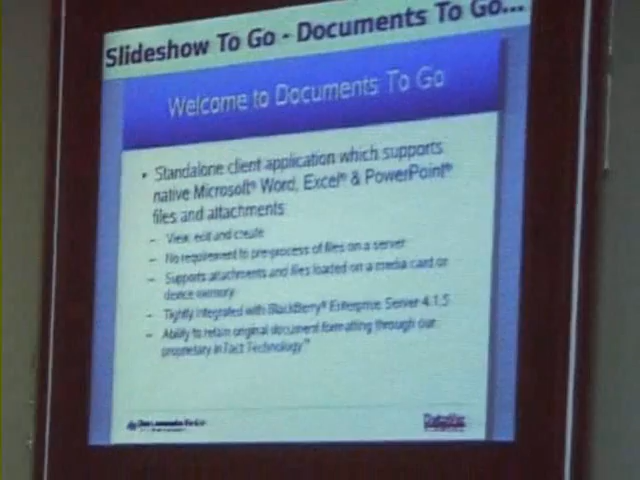 Slideshow To Go - Documents To Go...
Welcome to Documents To Go
• Standalone client application which supports
native Microsoft® Word, Excel® & PowerPoint®
files and attachments
– View, edit and create
– No requirement to pre-process of files on a server
– Supports attachments and files loaded on a media card or
device memory
– Tightly integrated with BlackBerry® Enterprise Server 4.1.5
– Ability to retain original document formatting through our
proprietary InTact Technology™
Documents To Go
DataViz